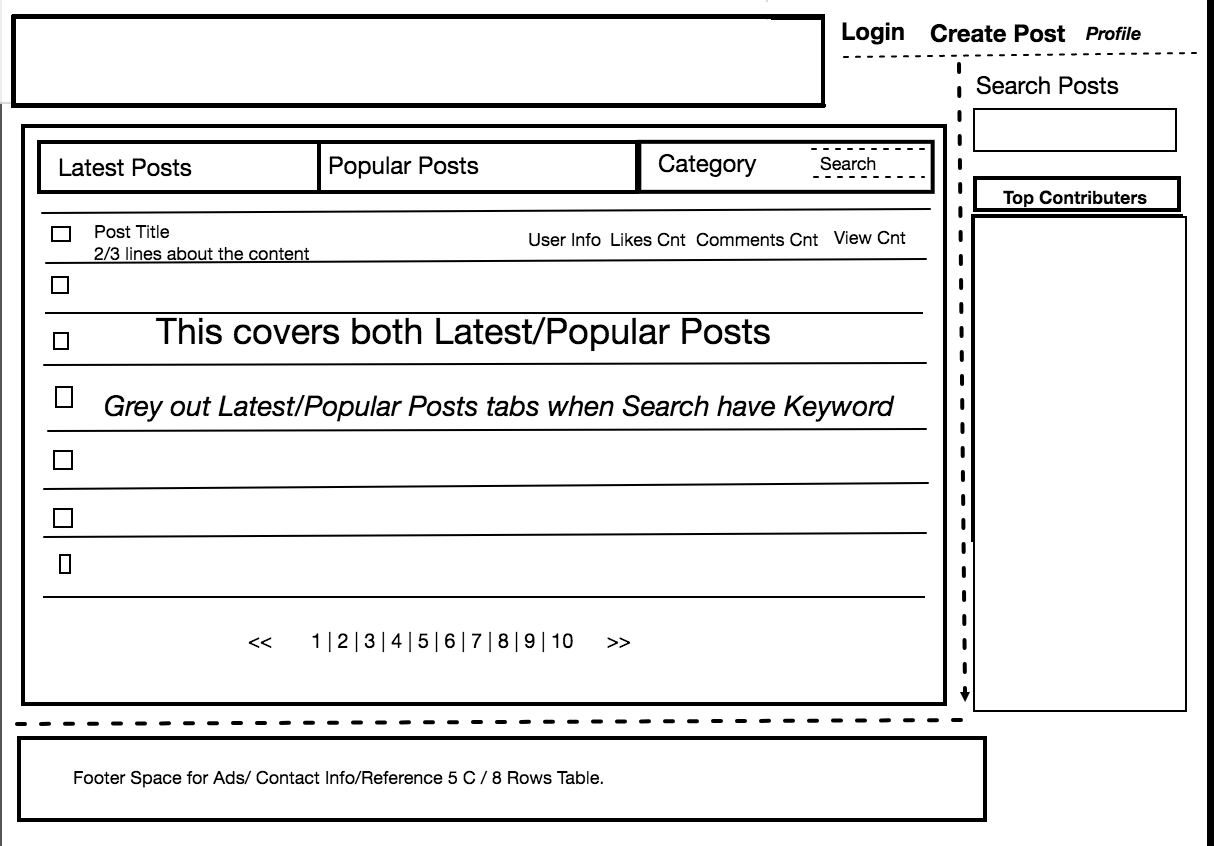 Login Create Post Profile
Search Posts
Latest Posts Popular Posts Category Search
Top Contributers
Post Title
2/3 lines about the content
User Info Likes Cnt Comments Cnt View Cnt
This covers both Latest/Popular Posts
Grey out Latest/Popular Posts tabs when Search have Keyword
<< 1 | 2 | 3 | 4 | 5 | 6 | 7 | 8 | 9 | 10 >>
Footer Space for Ads/ Contact Info/Reference 5 C / 8 Rows Table.